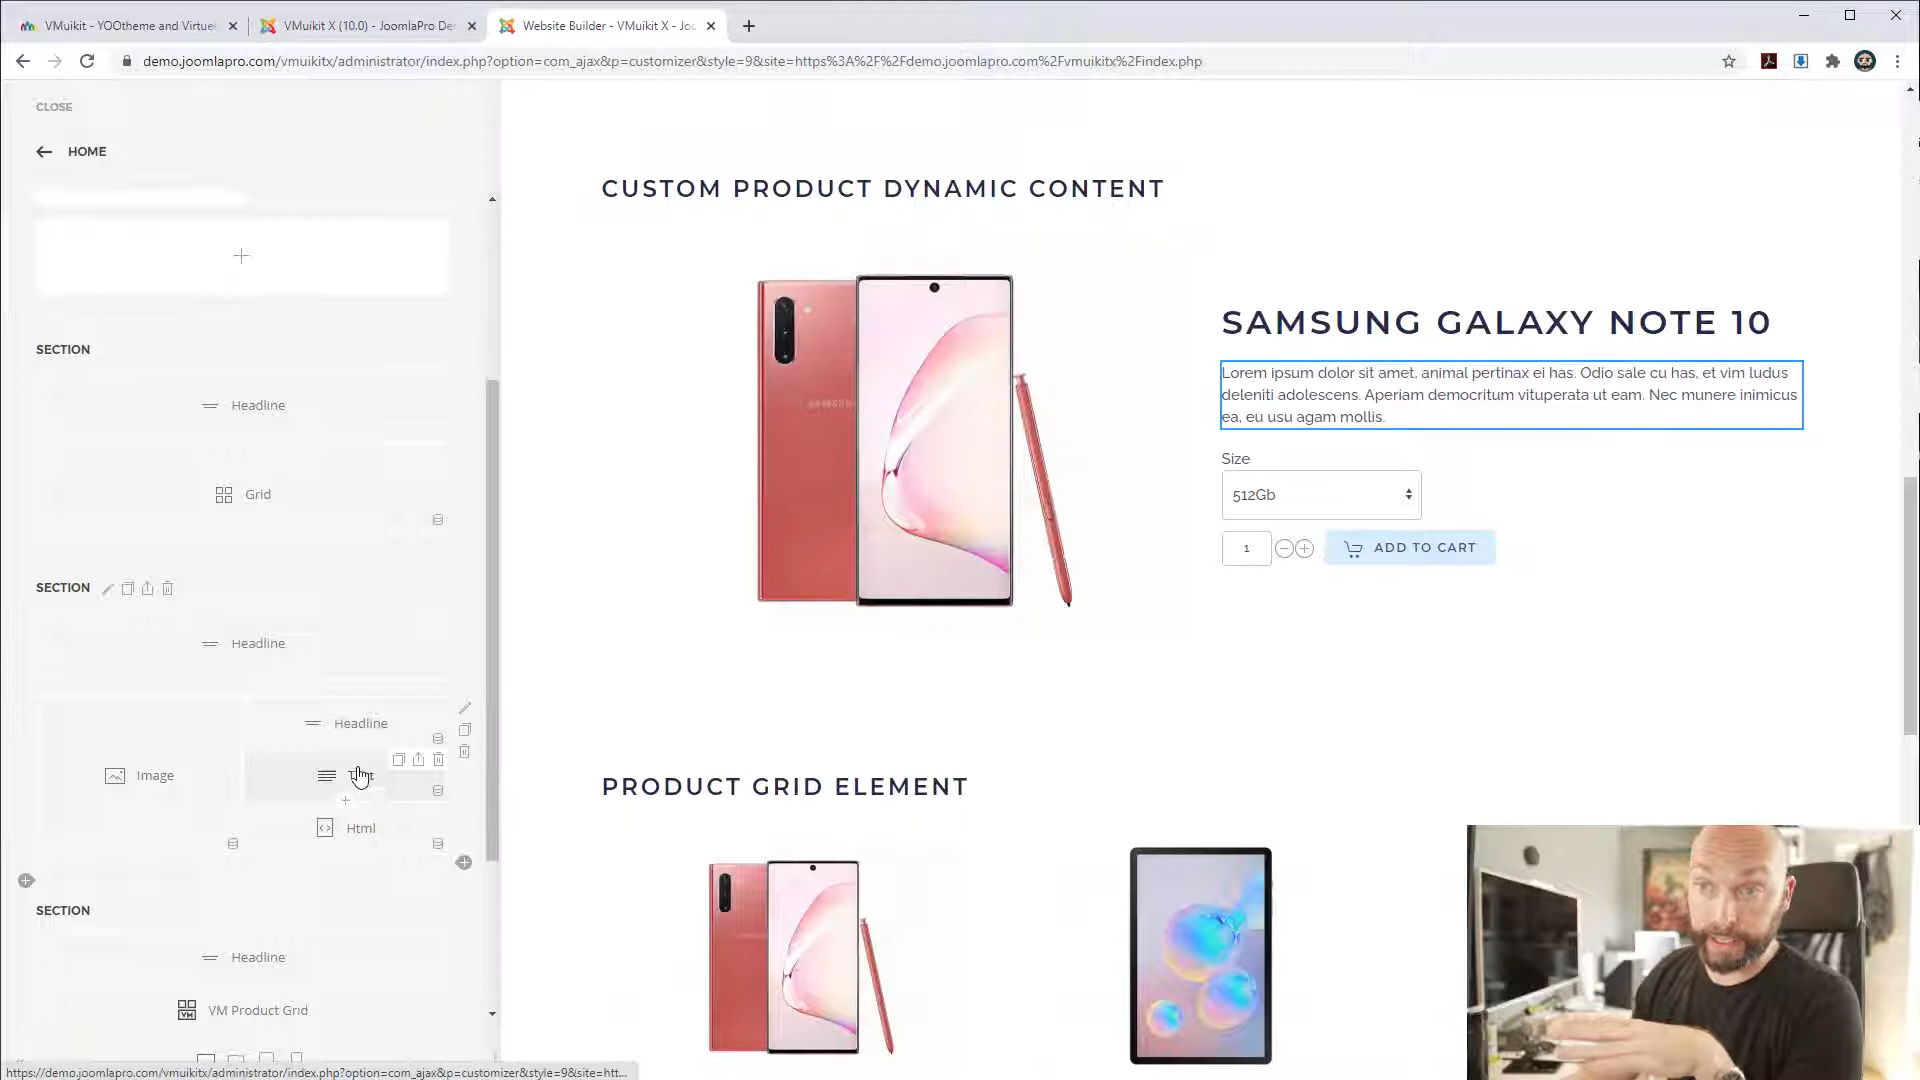 VMuikit - YOOtheme and Virtue
VMuikit X (10.0) - JoomlaPro De
Website Builder - VMuikit X - Joo
demo.joomlapro.com/vmuikitx/administrator/index.php?option=com_ajax&p=customizer&style=9&site=https%3A%2F%2Fdemo.joomlapro.com%2Fvmuikitx%2Findex.php
CLOSE
HOME
SECTION
Headline
Grid
SECTION
Headline
Headline
Image
Html
SECTION
Headline
VM Product Grid
VM
https://demo.joomlapro.com/vmuikitx/administrator/index.php?option=com_ajax&p=customizer&style=9&site=htt...
CUSTOM PRODUCT DYNAMIC CONTENT
SAMSUNG
SAMSUNG GALAXY NOTE 10
Lorem ipsum dolor sit amet, animal pertinax ei has. Odio sale cu has, et vim ludus
deleniti adolescens. Aperiam democritum vituperata ut eam. Nec munere inimicus
ea, eu usu agam mollis.
Size
512Gb
1
ADD TO CART
PRODUCT GRID ELEMENT